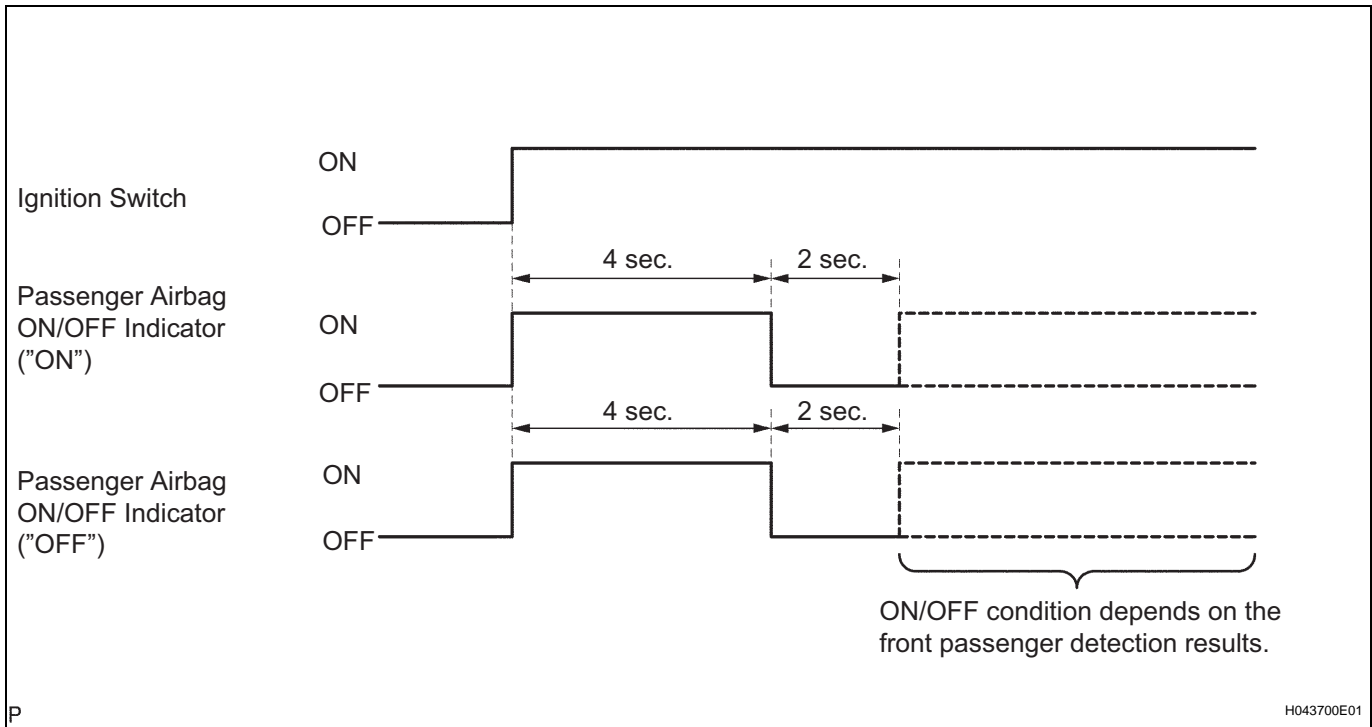 ON
Ignition Switch
OFF
4 sec.
2 sec.
Passenger Airbag
ON/OFF Indicator
("ON")
ON
OFF
4 sec.
2 sec.
Passenger Airbag
ON/OFF Indicator
("OFF")
ON
OFF
ON/OFF condition depends on the
front passenger detection results.
P
H043700E01